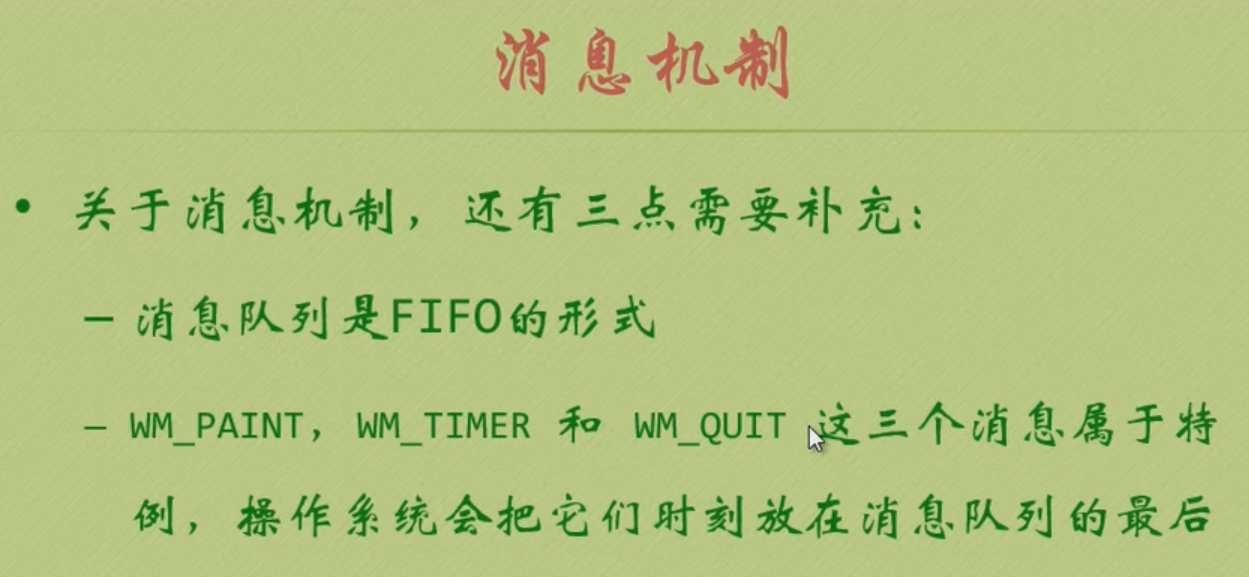 消息机制
• 关于消息机制，还有三点需要补充：
– 消息队列是FIFO的形式
– WM_PAINT，WM_TIMER 和 WM_QUIT 这三个消息属于特
例，操作系统会把它们时刻放在消息队列的最后